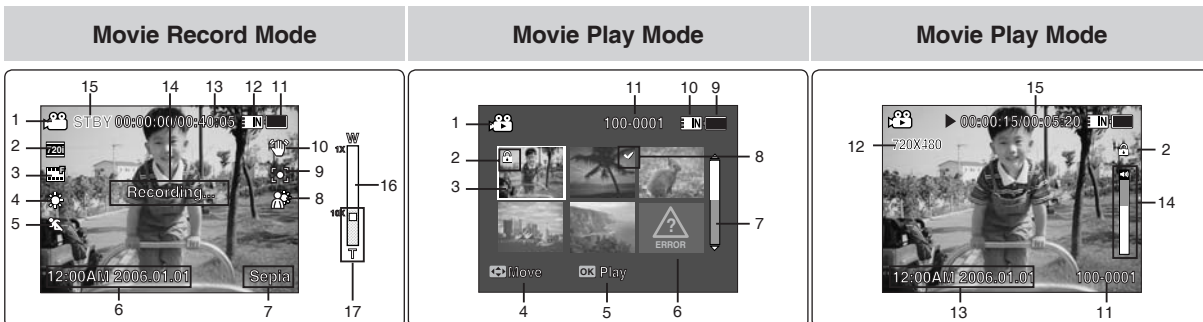 Movie Record Mode
Movie Play Mode
Movie Play Mode
15 14 13 12 11
1 STBY 00:00:00/00:40:05 IN
2 720i
3
4
5
Recording...
10
9
8
12:00AM 2006.01.01
Sepia
6
7
W
1X
16
10X
T
17
11 10 9
1 100-0001 IN
2
3
8
7
ERROR
Move
OK Play
4 5 6
15
00:00:15/00:05:20 IN
12 720X480
2
14
12:00AM 2006.01.01
100-0001
13
11